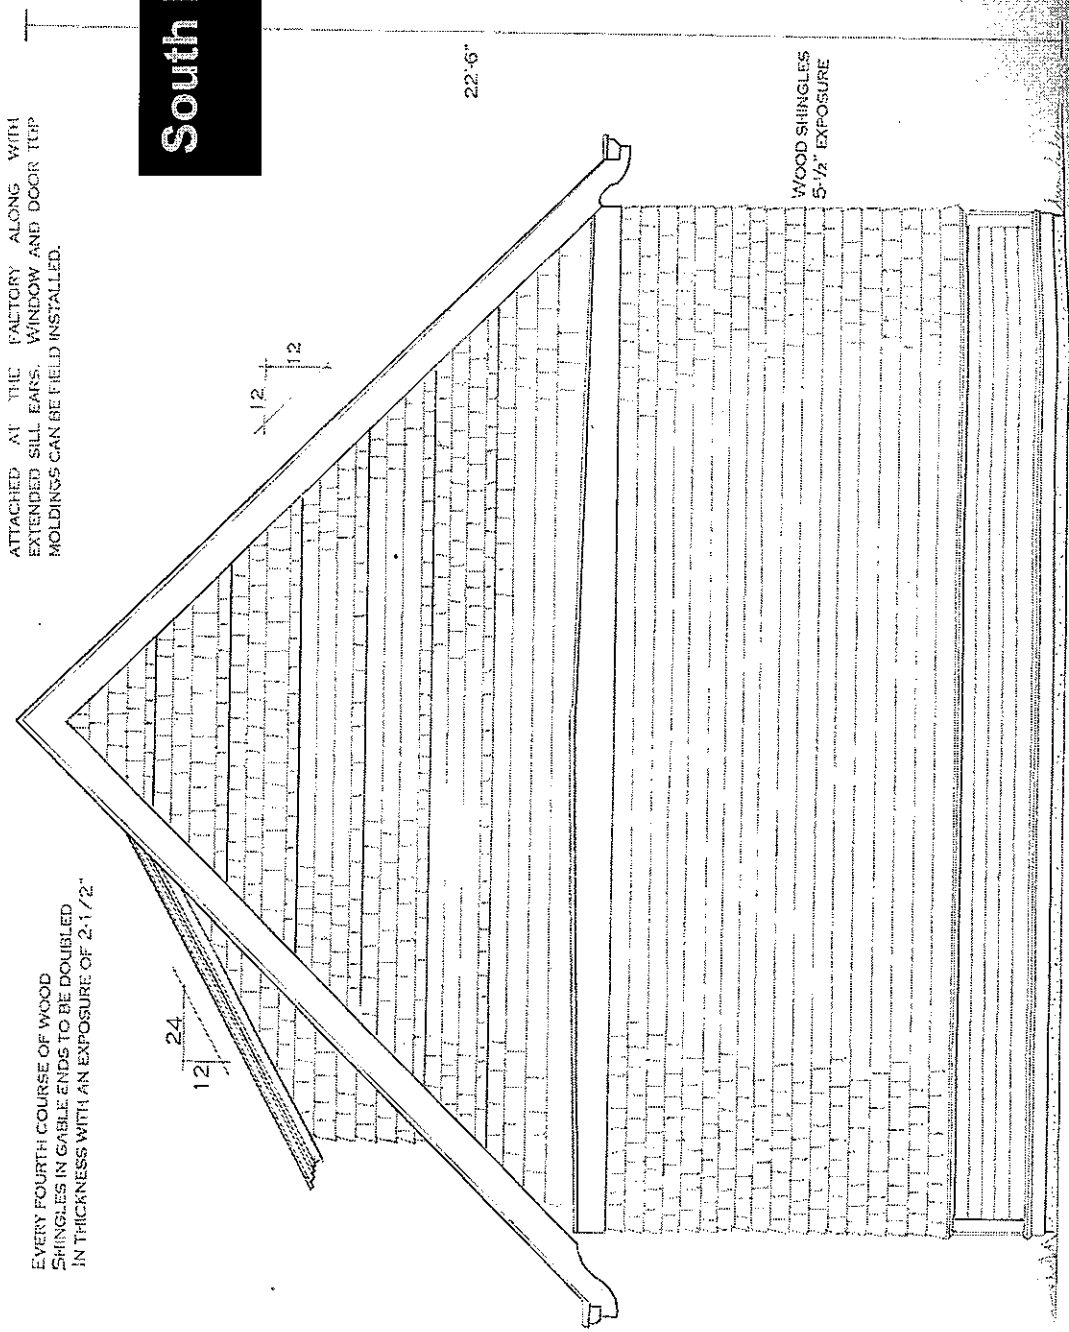 EVERY FOURTH COURSE OF WOOD
SHINGLES IN GABLE ENDS TO BE DOUBLED
IN THICKNESS WITH AN EXPOSURE OF 2-1/2"
24
12
ATTACHED AT THE FACTORY ALONG WITH
EXTENDED SILL EARS. WINDOW AND DOOR TOP
MOLDINGS CAN BE FIELD INSTALLED.
12
12
South
22'-6"
WOOD SHINGLES
5-1/2" EXPOSURE